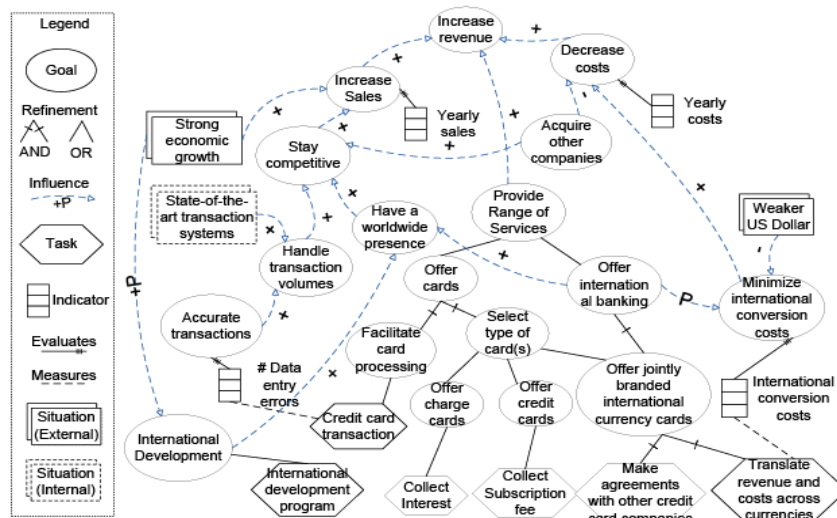 Legend
Goal
Refinement
AND
OR
Influence
+P
Task
Indicator
Evaluates
Measures
Situation
(External)
Situation
(Internal)
Increase
revenue
+
+
Decrease
costs
Increase
Sales
+
Yearly
sales
-
Yearly
costs
Strong
economic
growth
+
+
Stay
competitive
+
+
Acquire
other
companies
State-of-the-
art transaction
systems
+
+
+
Have a
worldwide
presence
Provide
Range of
Services
+
Weaker
US Dollar
-
Handle
transaction
volumes
+
Offer
cards
Offer
internation
al banking
P
Minimize
international
conversion
costs
+P
Accurate
transactions
+
Facilitate
card
processing
Select
type of
card(s)
# Data
entry
errors
+
Offer
charge
cards
Offer
credit
cards
Offer jointly
branded
international
currency cards
International
conversion
costs
International
Development
Credit card
transaction
International
development
program
Collect
Interest
Collect
Subscription
fee
Make
agreements
with other credit
card companies
Translate
revenue and
costs across
currencies